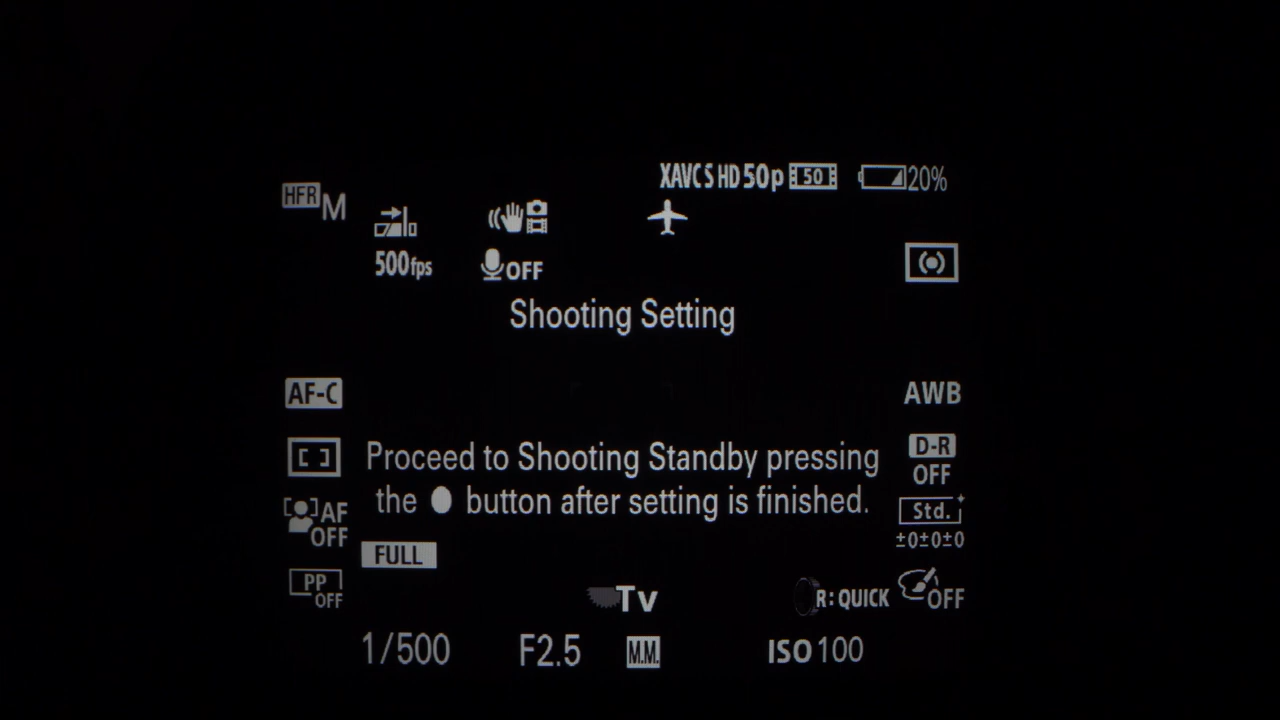 HFR M
XAVC S HD 50p 50 20%
500fps
OFF
Shooting Setting
AF-C
AWB
D-R
OFF
Proceed to Shooting Standby pressing
the button after setting is finished.
AF
OFF
Std.
±0±0±0
FULL
PP
OFF
Tv
R: QUICK
OFF
1/500 F2.5 M.M. ISO 100